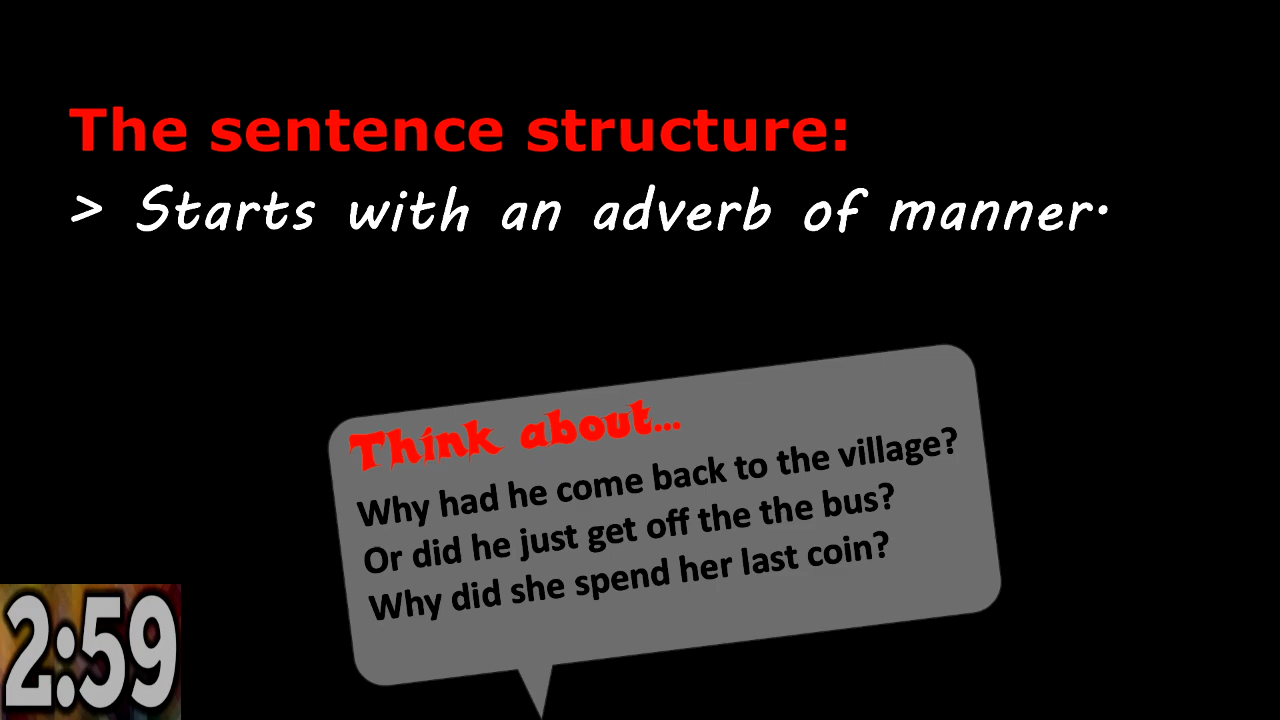 The sentence structure:
> Starts with an adverb of manner.
Think about...
Why had he come back to the village?
Or did he just get off the the bus?
Why did she spend her last coin?
2:59